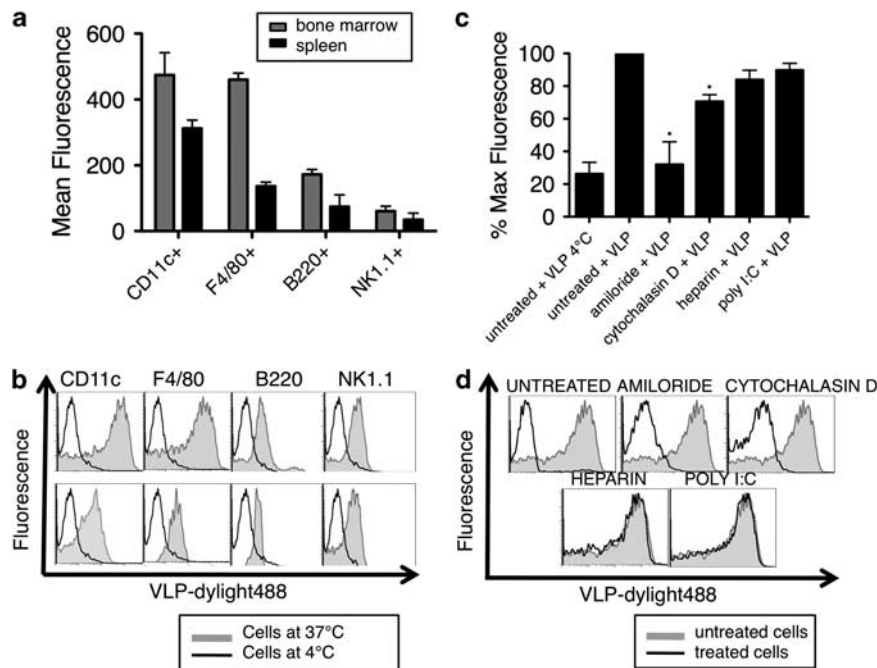 a
bone marrow
spleen
Mean Fluorescence
600
400
200
0
CD11c+
F4/80+
B220+
NK1.1+
c
% Max Fluorescence
100
80
60
40
20
0
*
*
untreated + VLP 4°C
untreated + VLP
amiloride + VLP
cytochalasin D + VLP
heparin + VLP
poly I:C + VLP
b
CD11c F4/80 B220 NK1.1
Fluorescence
VLP-dylight488
Cells at 37°C
Cells at 4°C
d
UNTREATED AMILORIDE CYTOCHALASIN D
HEPARIN POLY I:C
Fluorescence
VLP-dylight488
untreated cells
treated cells